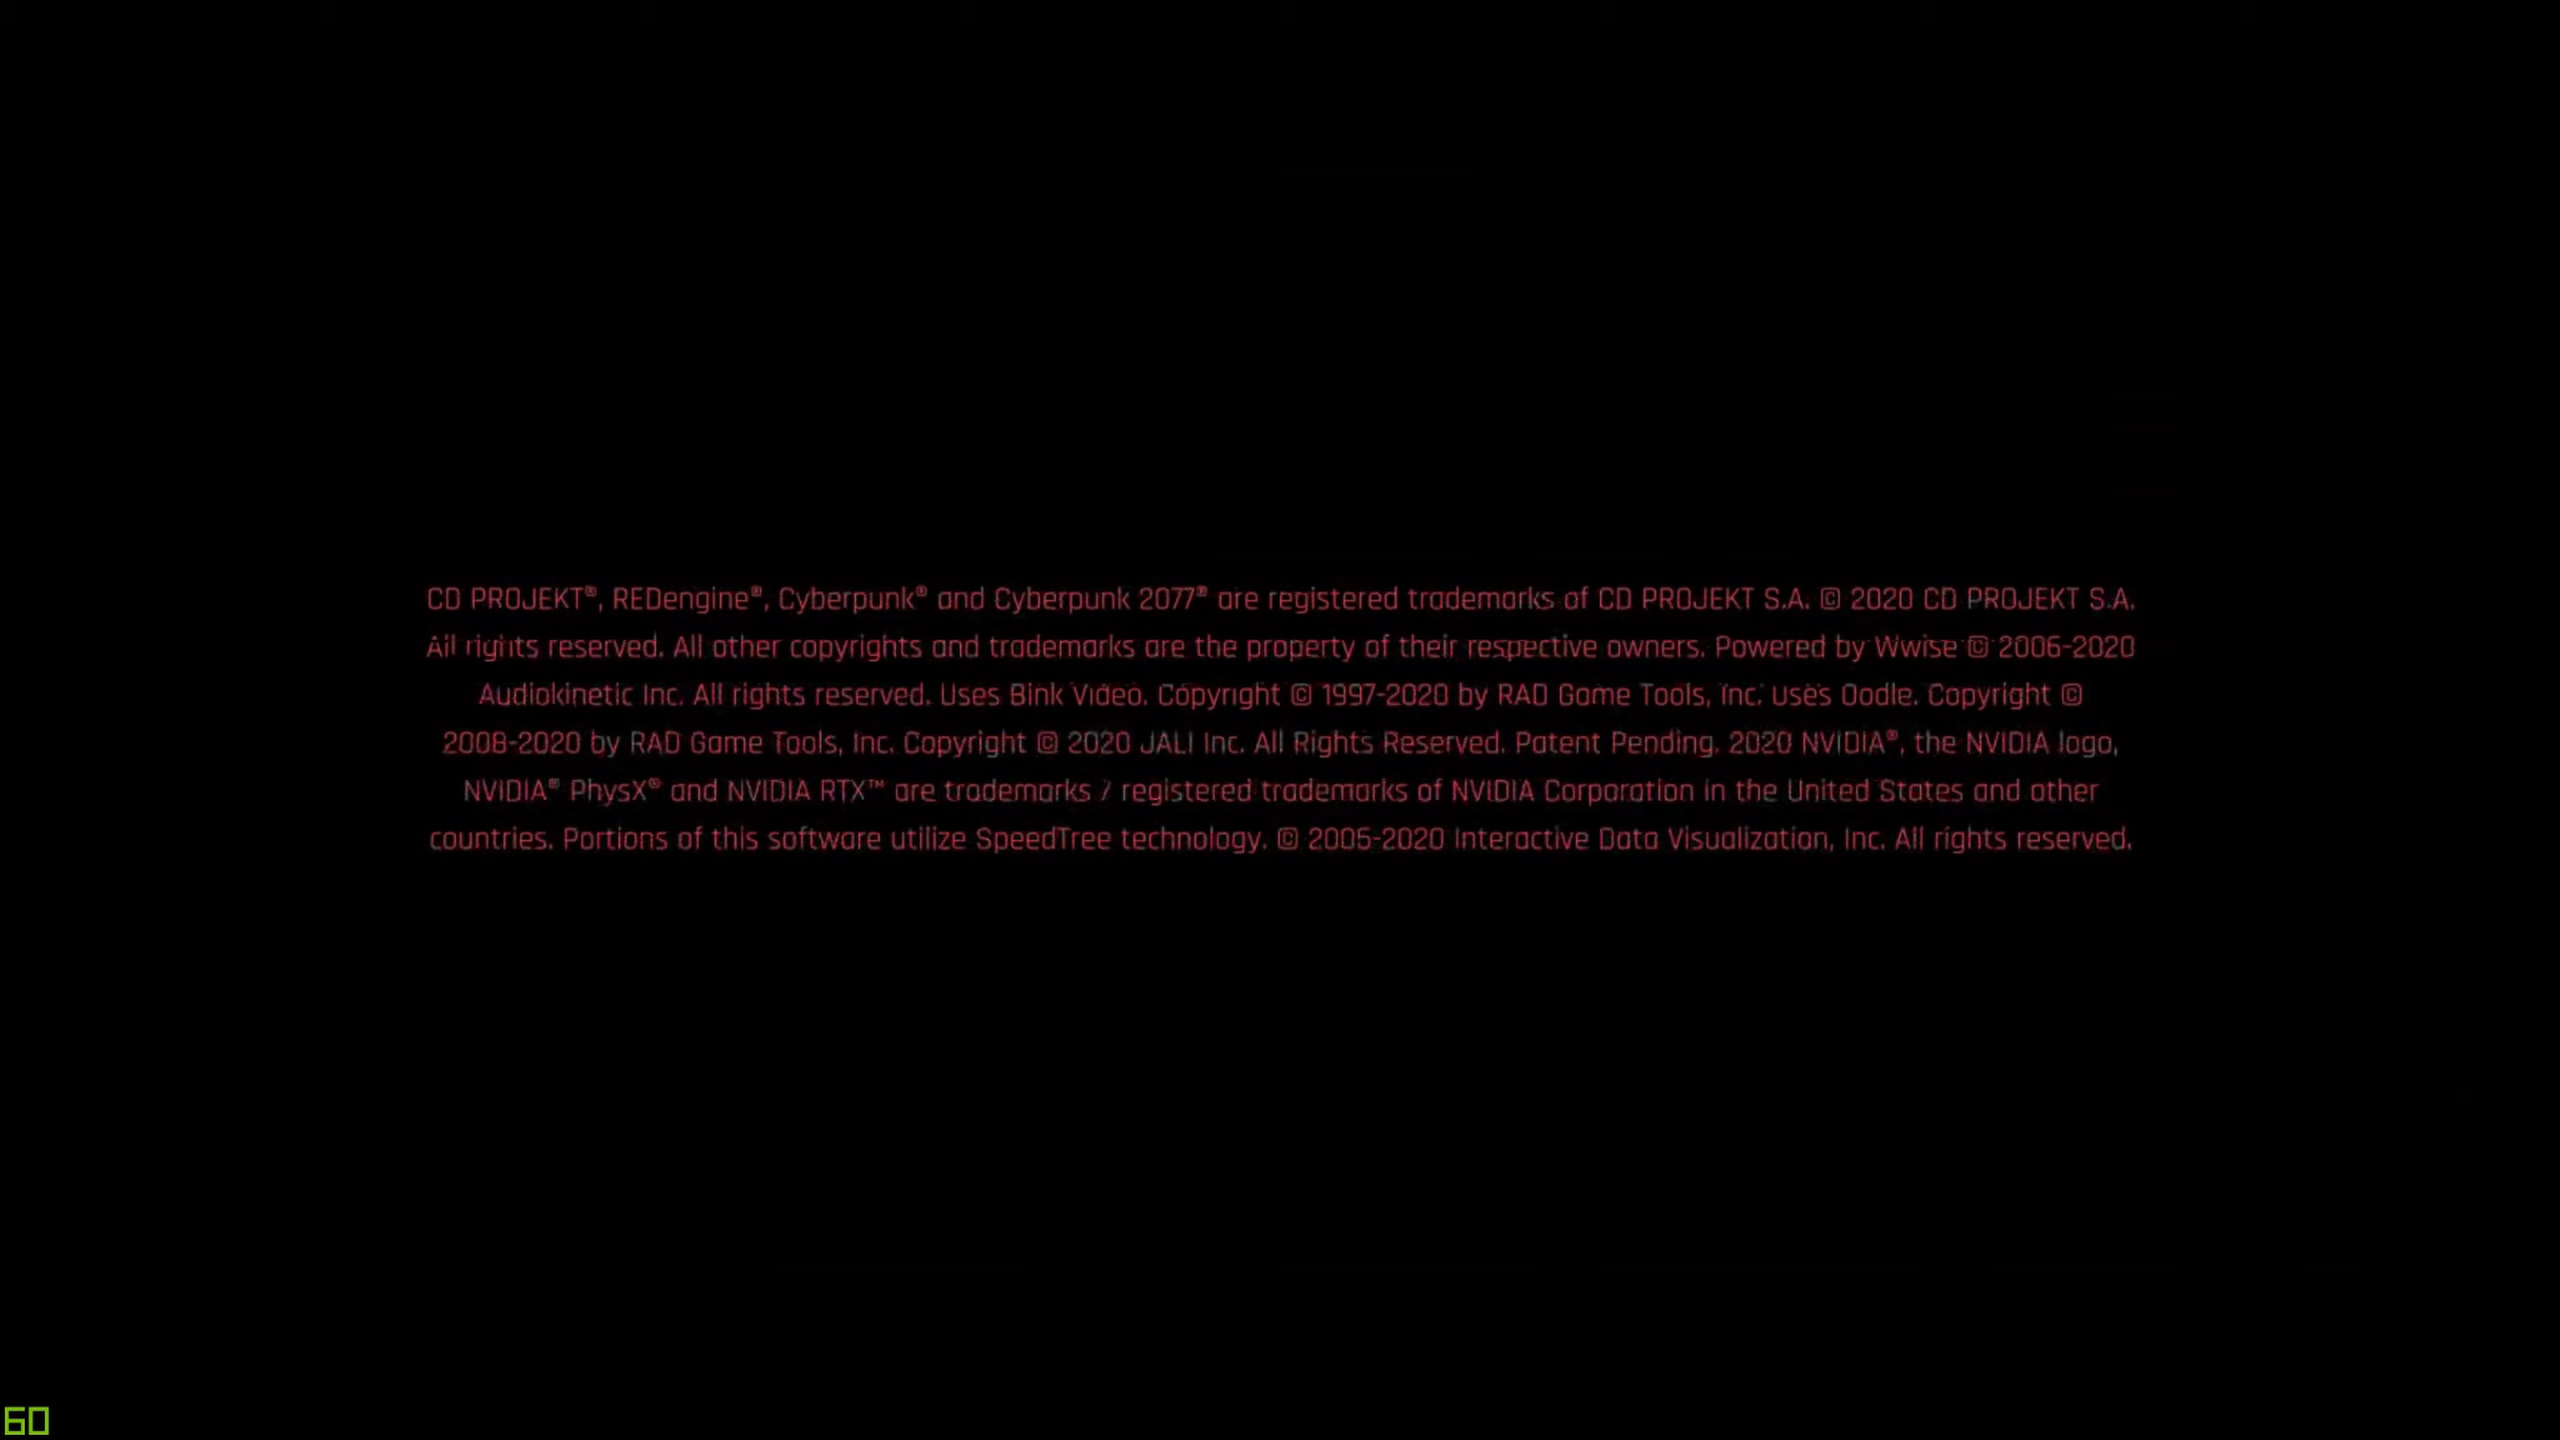 CD PROJEKT®, REDengine®, Cyberpunk® and Cyberpunk 2077® are registered trademarks of CD PROJEKT S.A. © 2020 CD PROJEKT S.A.
All rights reserved. All other copyrights and trademarks are the property of their respective owners. Powered by Wwise © 2006-2020
Audiokinetic Inc. All rights reserved. Uses Bink Video. Copyright © 1997-2020 by RAD Game Tools, Inc. Uses Oodle. Copyright ©
2008-2020 by RAD Game Tools, Inc. Copyright © 2020 JALI Inc. All Rights Reserved. Patent Pending. 2020 NVIDIA®, the NVIDIA logo,
NVIDIA® PhysX® and NVIDIA RTX™ are trademarks / registered trademarks of NVIDIA Corporation in the United States and other
countries. Portions of this software utilize SpeedTree technology. © 2005-2020 Interactive Data Visualization, Inc. All rights reserved.
60